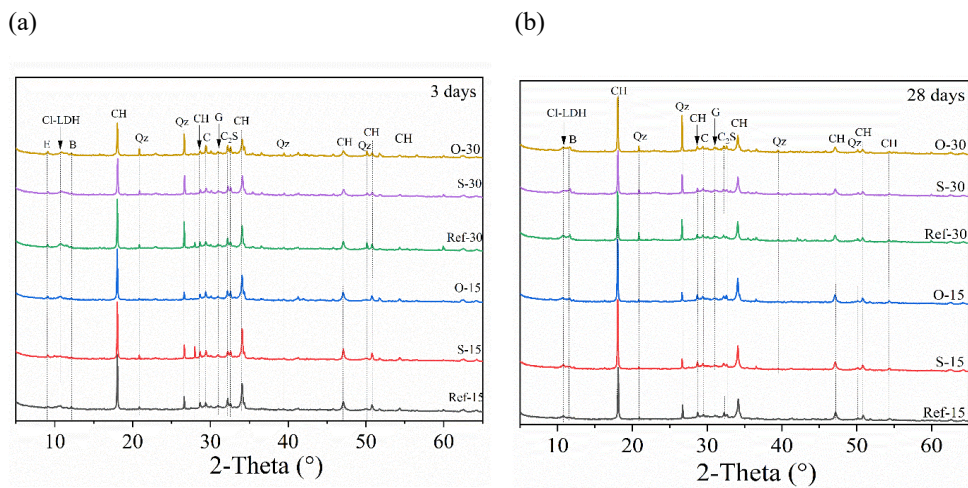 (a)
(b)
3 days
CH
Cl-LDH
E
B
Qz
Qz
CH
C
G
C₂S
CH
Qz
CH
Qz
CH
CH
O-30
S-30
Ref-30
O-15
S-15
Ref-15
10 20 30 40 50 60
2-Theta (°)
28 days
CH
Cl-LDH
B
Qz
Qz
CH
C
G
C₂S
CH
Qz
CH
Qz
CH
CH
O-30
S-30
Ref-30
O-15
S-15
Ref-15
10 20 30 40 50 60
2-Theta (°)